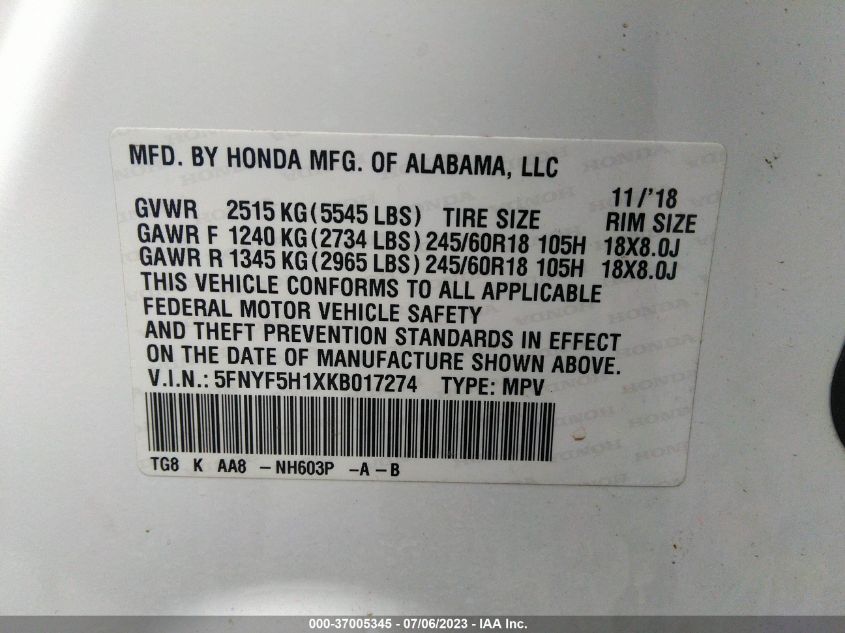 MFD. BY HONDA MFG. OF ALABAMA, LLC
11/'18
GVWR 2515 KG (5545 LBS) TIRE SIZE RIM SIZE
GAWR F 1240 KG (2734 LBS) 245/60R18 105H 18X8.0J
GAWR R 1345 KG (2965 LBS) 245/60R18 105H 18X8.0J
THIS VEHICLE CONFORMS TO ALL APPLICABLE
FEDERAL MOTOR VEHICLE SAFETY
AND THEFT PREVENTION STANDARDS IN EFFECT
ON THE DATE OF MANUFACTURE SHOWN ABOVE.
V.I.N.: 5FNYF5H1XKB017274 TYPE: MPV
TG8 K AA8 -NH603P -A -B
000-37005345 / 07/06/2023 - IAA Inc.